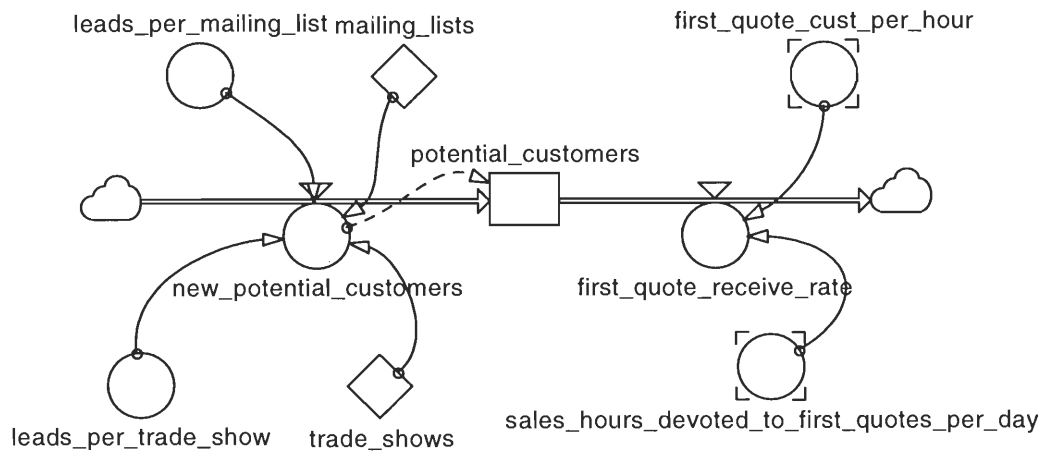 leads_per_mailing_list
mailing_lists
first_quote_cust_per_hour
potential_customers
new_potential_customers
first_quote_receive_rate
leads_per_trade_show
trade_shows
sales_hours_devoted_to_first_quotes_per_day